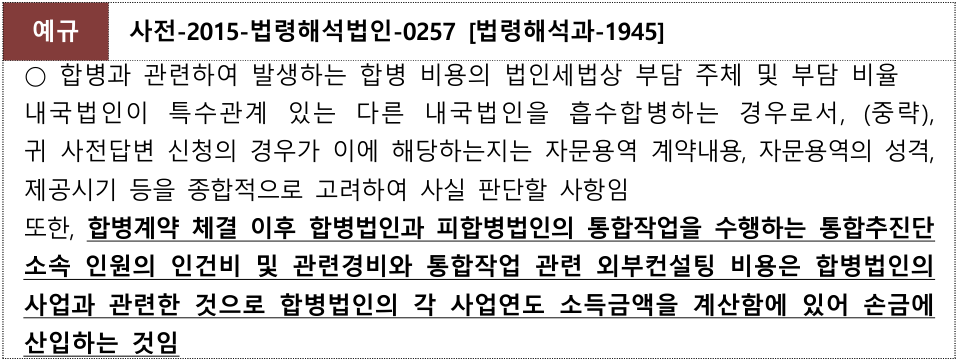 예규 사전-2015-법령해석법인-0257 [법령해석과-1945]
○ 합병과 관련하여 발생하는 합병 비용의 법인세법상 부담 주체 및 부담 비율
내국법인이 특수관계 있는 다른 내국법인을 흡수합병하는 경우로서, (중략),
귀 사전답변 신청의 경우가 이에 해당하는지는 자문용역 계약내용, 자문용역의 성격,
제공시기 등을 종합적으로 고려하여 사실 판단할 사항임
또한, 합병계약 체결 이후 합병법인과 피합병법인의 통합작업을 수행하는 통합추진단
소속 인원의 인건비 및 관련경비와 통합작업 관련 외부컨설팅 비용은 합병법인의
사업과 관련한 것으로 합병법인의 각 사업연도 소득금액을 계산함에 있어 손금에
산입하는 것임